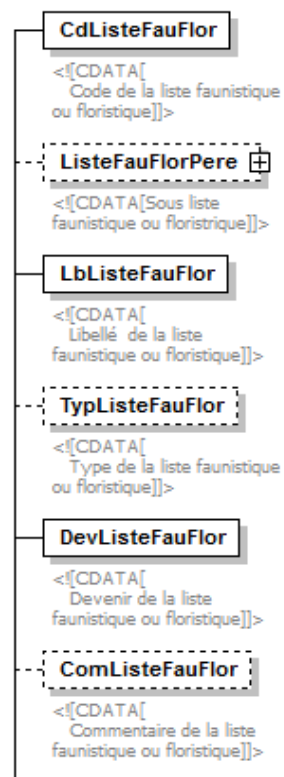 CdListeFauFlor
<![CDATA[
Code de la liste faunistique
ou floristique]]>
ListeFauFlorPere
<![CDATA[Sous liste
faunistique ou floristrique]]>
LbListeFauFlor
<![CDATA[
Libellé de la liste
faunistique ou floristique]]>
TypListeFauFlor
<![CDATA[
Type de la liste faunistique
ou floristique]]>
DevListeFauFlor
<![CDATA[
Devenir de la liste
faunistique ou floristique]]>
ComListeFauFlor
<![CDATA[
Commentaire de la liste
faunistique ou floristique]]>